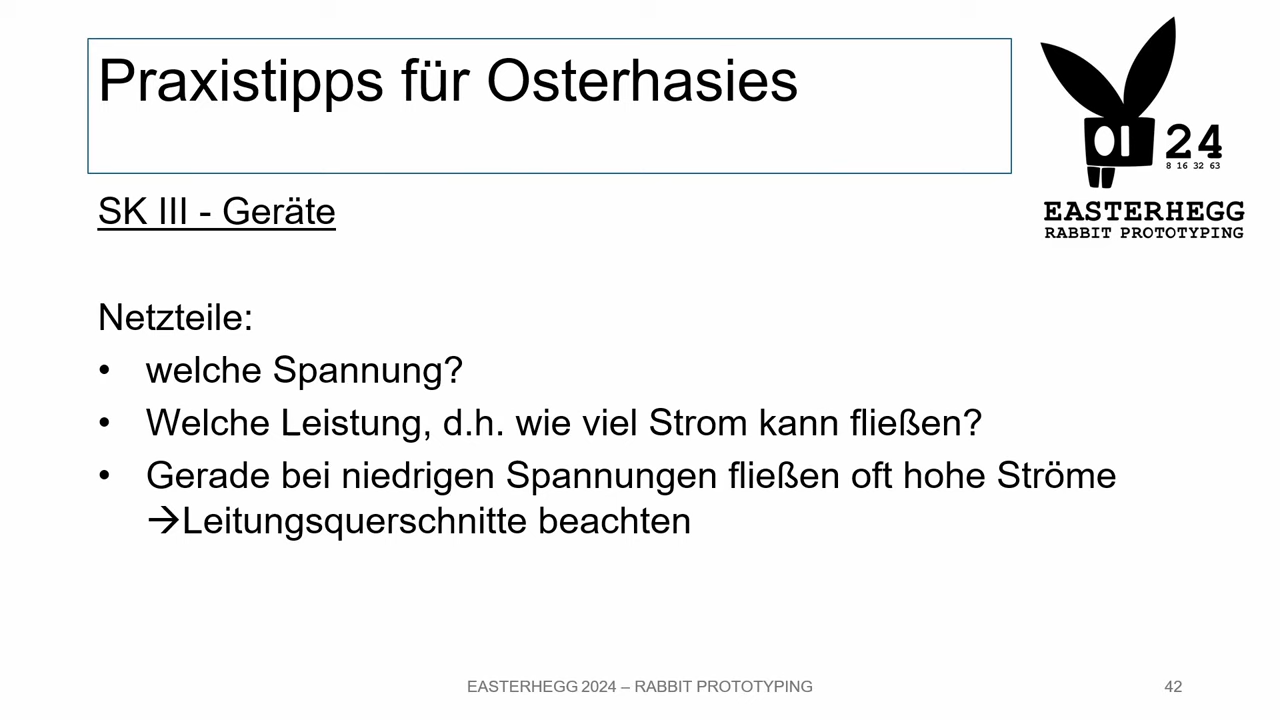 Praxistipps für Osterhasies
24
8 16 32 63
EASTERHEGG
RABBIT PROTOTYPING
SK III - Geräte
Netzteile:
• welche Spannung?
• Welche Leistung, d.h. wie viel Strom kann fließen?
• Gerade bei niedrigen Spannungen fließen oft hohe Ströme
→Leitungsquerschnitte beachten
EASTERHEGG 2024 – RABBIT PROTOTYPING
42